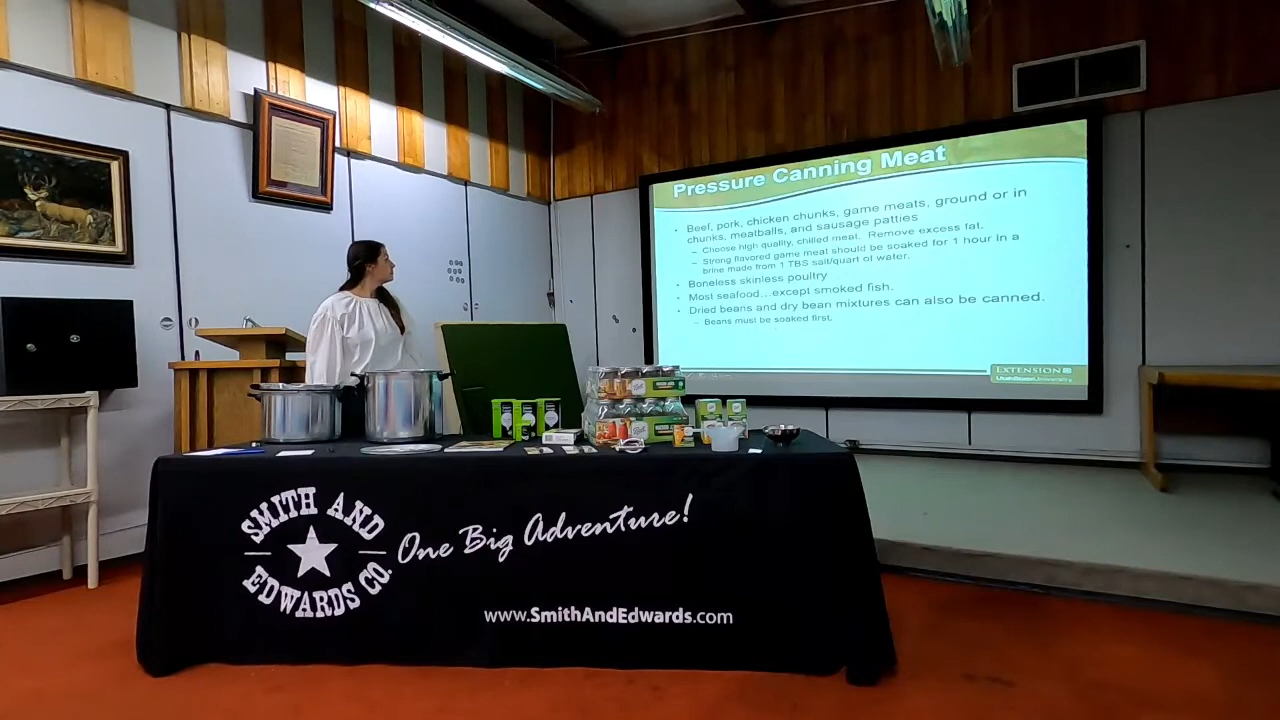 Pressure Canning Meat
• Beef, pork, chicken chunks, game meats, ground or in
chunks, meatballs, and sausage patties
– Choose high quality, chilled meat. Remove excess fat.
– Strong flavored game meat should be soaked for 1 hour in a
brine made from 1 TBS salt/quart of water.
• Boneless skinless poultry
• Most seafood...except smoked fish.
• Dried beans and dry bean mixtures can also be canned.
– Beans must be soaked first.
EXTENSION
UtahStateUniversity
Ball
SMITH AND
EDWARDS CO.
One Big Adventure!
www.SmithAndEdwards.com